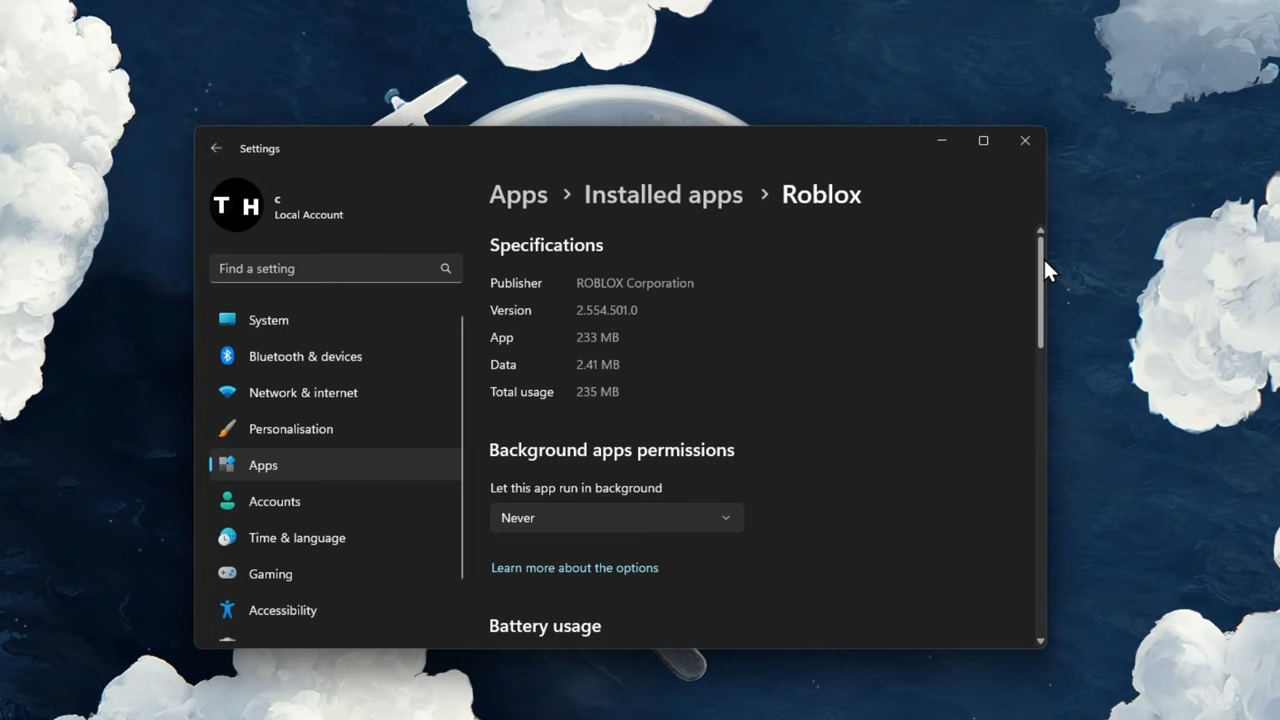 Settings
T H
c
Local Account
Find a setting
System
Bluetooth & devices
Network & internet
Personalisation
Apps
Accounts
Time & language
Gaming
Accessibility
Apps > Installed apps > Roblox
Specifications
Publisher ROBLOX Corporation
Version 2.554.501.0
App 233 MB
Data 2.41 MB
Total usage 235 MB
Background apps permissions
Let this app run in background
Never
Learn more about the options
Battery usage